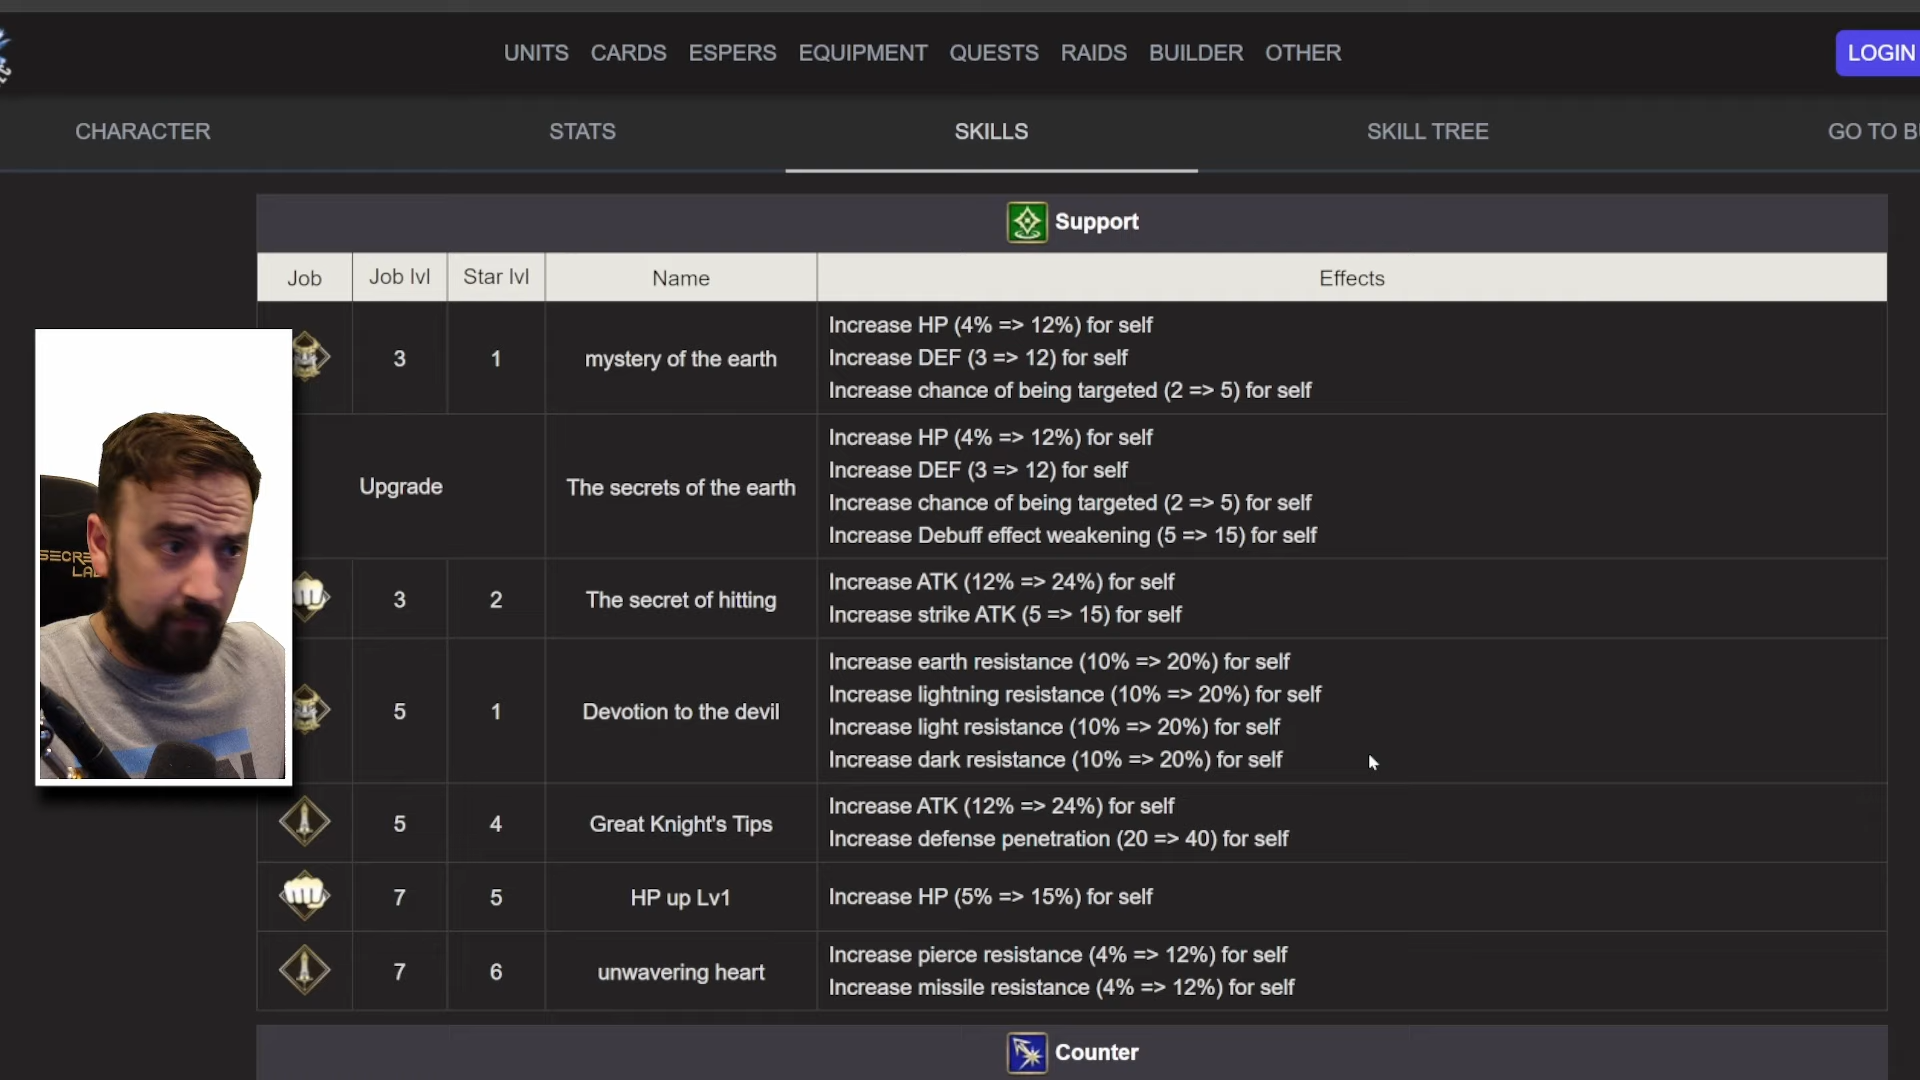 UNITS CARDS ESPERS EQUIPMENT QUESTS RAIDS BUILDER OTHER LOGIN
CHARACTER STATS SKILLS SKILL TREE GO TO
Support
Job Job lvl Star lvl Name Effects
3 1 mystery of the earth
Increase HP (4% => 12%) for self
Increase DEF (3 => 12) for self
Increase chance of being targeted (2 => 5) for self
Upgrade The secrets of the earth
Increase HP (4% => 12%) for self
Increase DEF (3 => 12) for self
Increase chance of being targeted (2 => 5) for self
Increase Debuff effect weakening (5 => 15) for self
3 2 The secret of hitting
Increase ATK (12% => 24%) for self
Increase strike ATK (5 => 15) for self
5 1 Devotion to the devil
Increase earth resistance (10% => 20%) for self
Increase lightning resistance (10% => 20%) for self
Increase light resistance (10% => 20%) for self
Increase dark resistance (10% => 20%) for self
5 4 Great Knight's Tips
Increase ATK (12% => 24%) for self
Increase defense penetration (20 => 40) for self
7 5 HP up Lv1
Increase HP (5% => 15%) for self
7 6 unwavering heart
Increase pierce resistance (4% => 12%) for self
Increase missile resistance (4% => 12%) for self
Counter